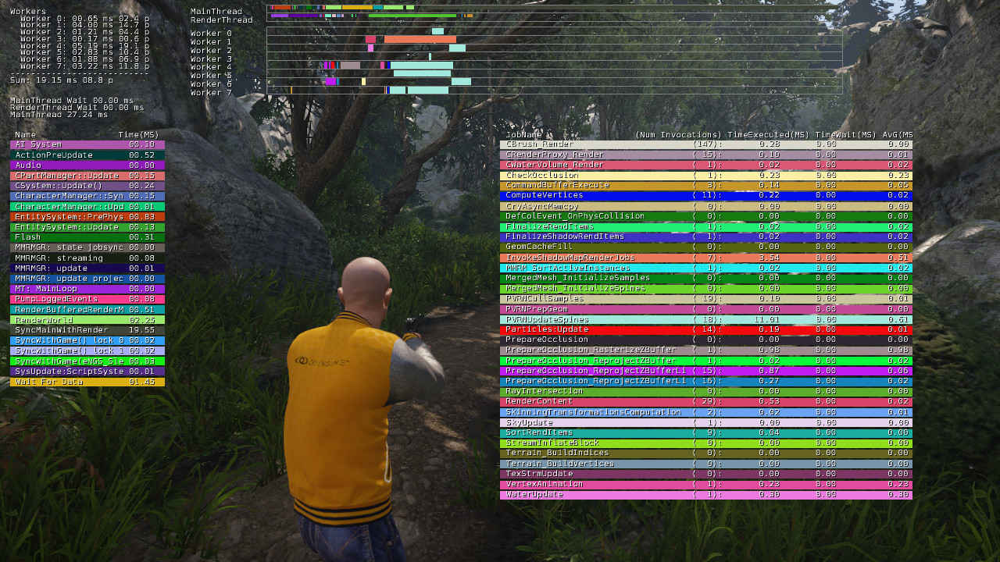 Workers
Worker 0: 00.65 ms 02.4 p
Worker 1: 04.00 ms 14.7 p
Worker 2: 01.21 ms 04.4 p
Worker 3: 00.17 ms 00.6 p
Worker 4: 05.19 ms 19.1 p
Worker 5: 02.83 ms 10.4 p
Worker 6: 01.88 ms 06.9 p
Worker 7: 03.22 ms 11.8 p
Sum: 19.15 ms 08.8 p
MainThread Wait 00.00 ms
RenderThread Wait 00.00 ms
MainThread 27.24 ms
MainThread
RenderThread
Worker 0
Worker 1
Worker 2
Worker 3
Worker 4
Worker 5
Worker 6
Worker 7
Name Time(MS)
AI System 00.10
ActionPreUpdate 00.52
Audio 00.00
CPartManager::Update 00.15
CSystem::Update() 00.24
CharacterManager::Syn 00.15
CharacterManager::Upd 00.01
EntitySystem::PrePhys 00.83
EntitySystem::Update 00.13
Flash 00.31
MMRMGR: state jobsync 00.00
MMRMGR: streaming 00.08
MMRMGR: update 00.01
MMRMGR: update projec 00.00
MT: MainLoop 00.00
PumpLoggedEvents 00.08
RenderBufferedRenderM 00.51
RenderWorld 02.25
SyncMainWithRender 19.55
SyncWithGame() lock 0 00.02
SyncWithGame() lock 1 00.02
SyncWithGame(eNGS_Sle 00.03
SysUpdate:ScriptSyste 00.01
Wait For Data 01.45
JobName (Num Invocations) TimeExecuted(MS) TimeWait(MS) Avg(MS
CBrush_Render (147): 0.28 0.00 0.00
CRenderProxy_Render ( 15): 0.10 0.00 0.01
CWaterVolume_Render ( 1): 0.02 0.00 0.02
CheckOcclusion ( 1): 0.23 0.00 0.23
CommandBufferExecute ( 3): 0.14 0.00 0.05
ComputeVertices ( 11): 0.22 0.00 0.02
CryAsyncMemcpy ( 0): 0.00 0.00 0.00
DefColEvent_OnPhysCollision ( 0): 0.00 0.00 0.00
FinalizeRendItems ( 1): 0.02 0.00 0.02
FinalizeShadowRendItems ( 1): 0.02 0.00 0.02
GeomCacheFill ( 0): 0.00 0.00 0.00
InvokeShadowMapRenderJobs ( 7): 3.54 0.00 0.51
MMRM_SortActiveInstances ( 1): 0.02 0.00 0.02
MergedMesh_InitializeSamples ( 0): 0.00 0.00 0.00
MergedMesh_InitializeSpines ( 0): 0.00 0.00 0.00
PVRNCullSamples ( 19): 0.10 0.00 0.01
PVRNPrepGeom ( 0): 0.00 0.00 0.00
PVRNUpdateSpines ( 18): 11.01 0.00 0.61
Particles:Update ( 14): 0.19 0.00 0.01
PrepareOcclusion ( 0): 0.00 0.00 0.00
PrepareOcclusion_RasterizeZBuffer ( 1): 0.98 0.00 0.98
PrepareOcclusion_ReprojectZBuffer ( 1): 0.02 0.00 0.02
PrepareOcclusion_ReprojectZBufferLi ( 15): 0.87 0.00 0.06
PrepareOcclusion_ReprojectZBufferLi ( 16): 0.27 0.00 0.02
RayIntersection ( 0): 0.00 0.00 0.00
RenderContent ( 29): 0.53 0.00 0.02
SkinningTransformationsComputation ( 2): 0.02 0.00 0.01
SkyUpdate ( 1): 0.00 0.00 0.00
SortRendItems ( 9): 0.04 0.00 0.00
StreamInflateBlock ( 0): 0.00 0.00 0.00
Terrain_BuildIndices ( 0): 0.00 0.00 0.00
Terrain_BuildVertices ( 0): 0.00 0.00 0.00
TexStrmUpdate ( 0): 0.00 0.00 0.00
VertexAnimation ( 1): 0.23 0.00 0.23
WaterUpdate ( 1): 0.30 0.00 0.30
CRYENGINE